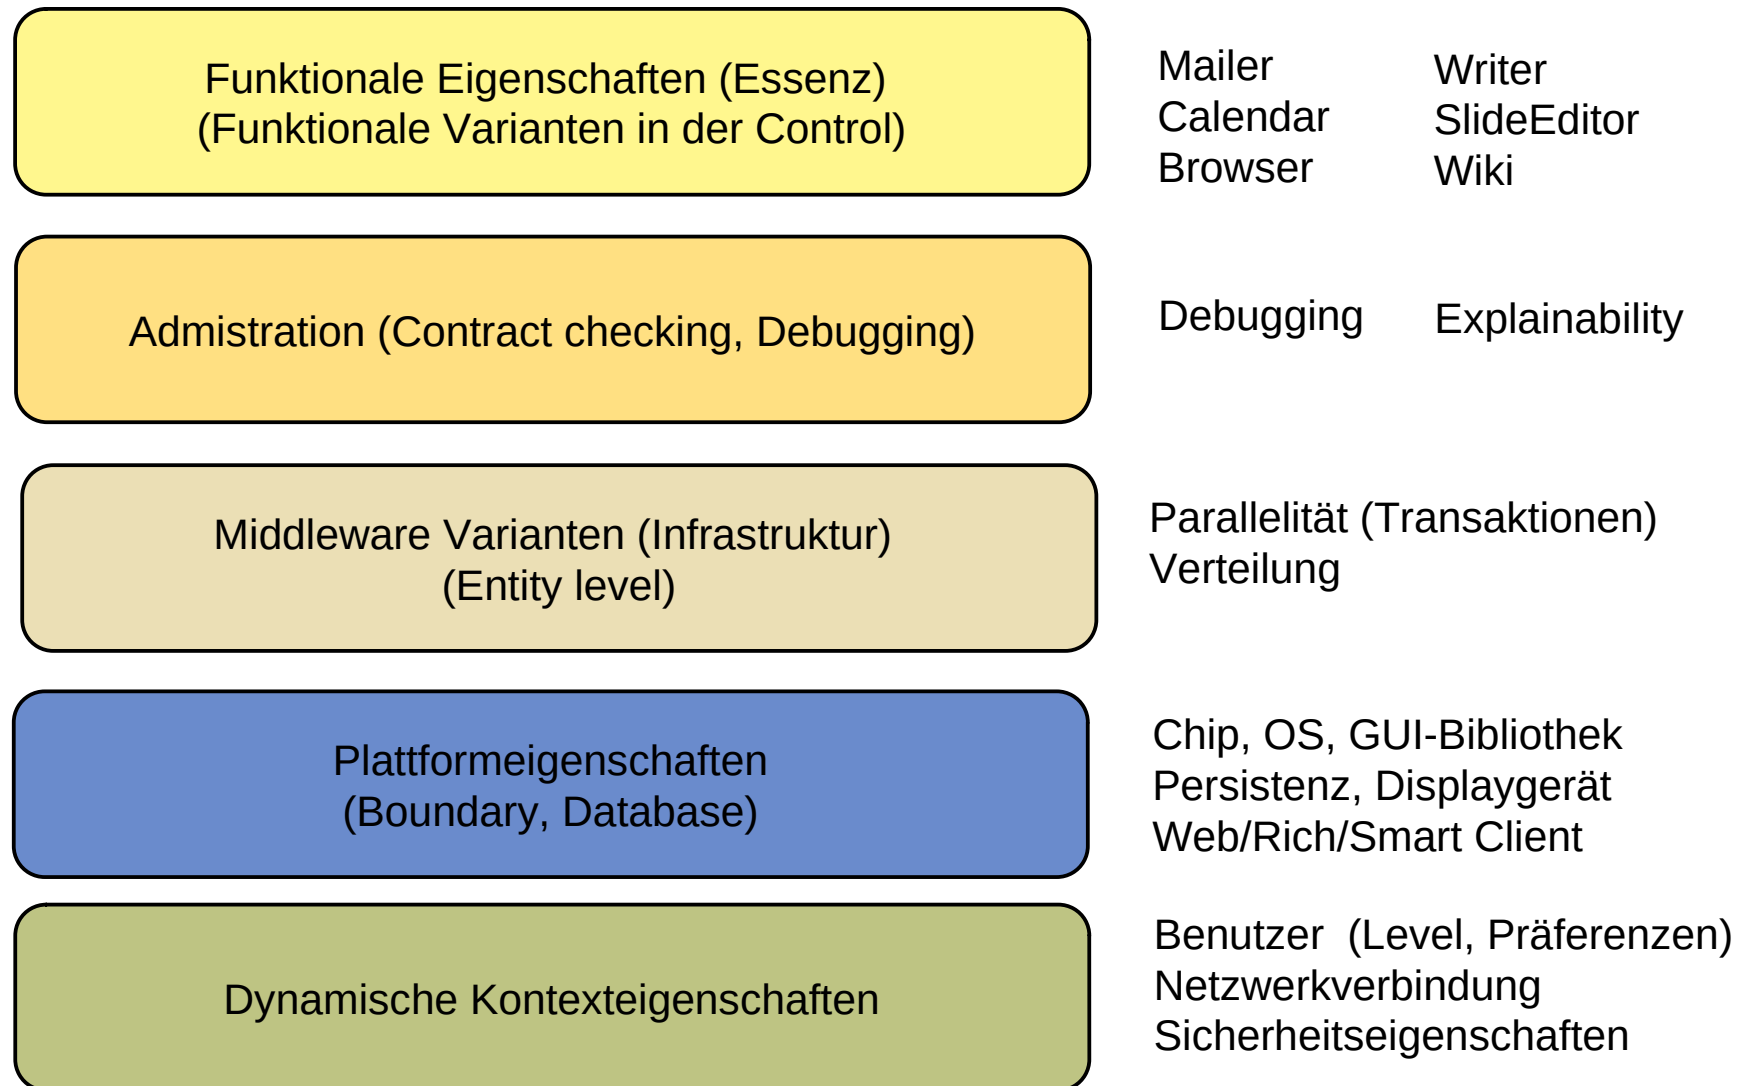 Funktionale Eigenschaften (Essenz)
(Funktionale Varianten in der Control)
Mailer
Calendar
Browser
Writer
SlideEditor
Wiki
Admistration (Contract checking, Debugging)
Debugging
Explainability
Middleware Varianten (Infrastruktur)
(Entity level)
Parallelität (Transaktionen)
Verteilung
Plattformeigenschaften
(Boundary, Database)
Chip, OS, GUI-Bibliothek
Persistenz, Displaygerät
Web/Rich/Smart Client
Dynamische Kontexteigenschaften
Benutzer  (Level, Präferenzen)
Netzwerkverbindung
Sicherheitseigenschaften